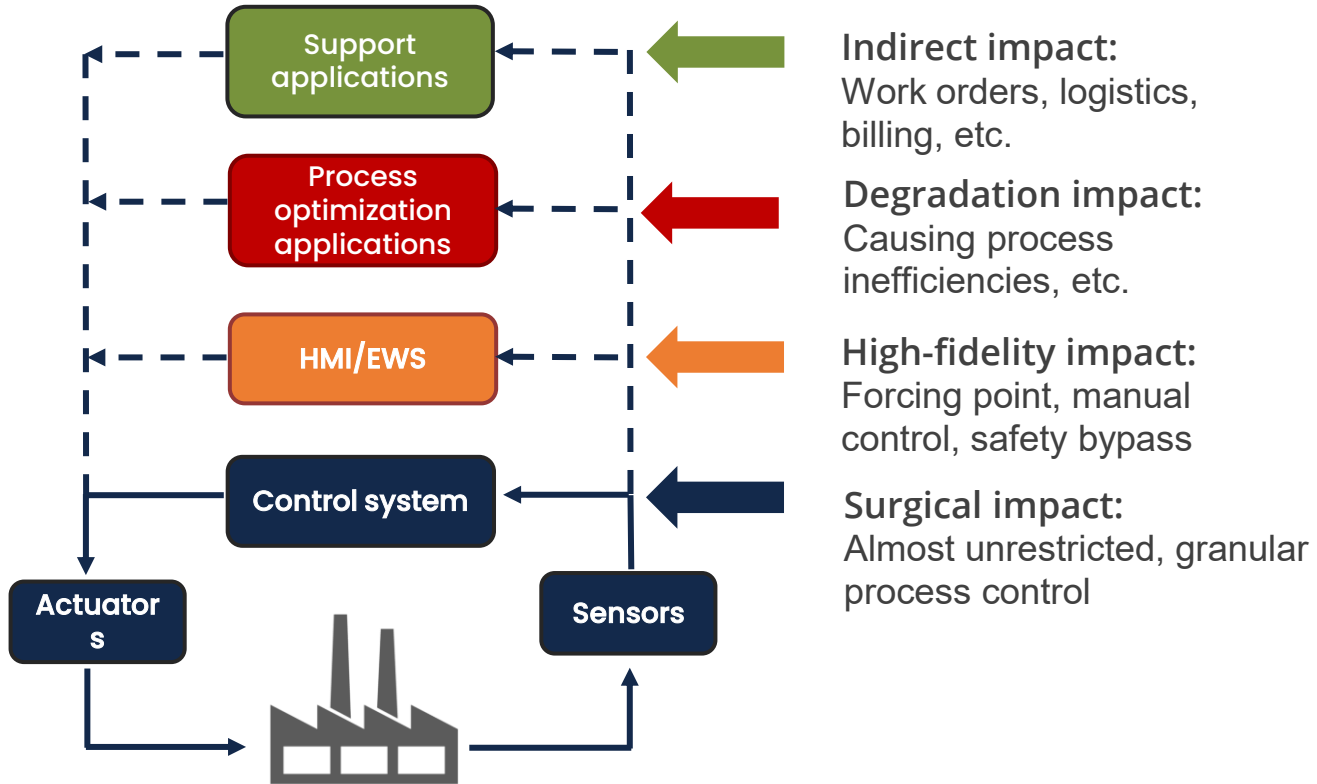 Support
applications
Indirect impact:
Work orders, logistics,
billing, etc.
Process
optimization
applications
Degradation impact:
Causing process
inefficiencies, etc.
HMI/EWS
High-fidelity impact:
Forcing point, manual
control, safety bypass
Control system
Surgical impact:
Almost unrestricted, granular
process control
Actuator
s
Sensors